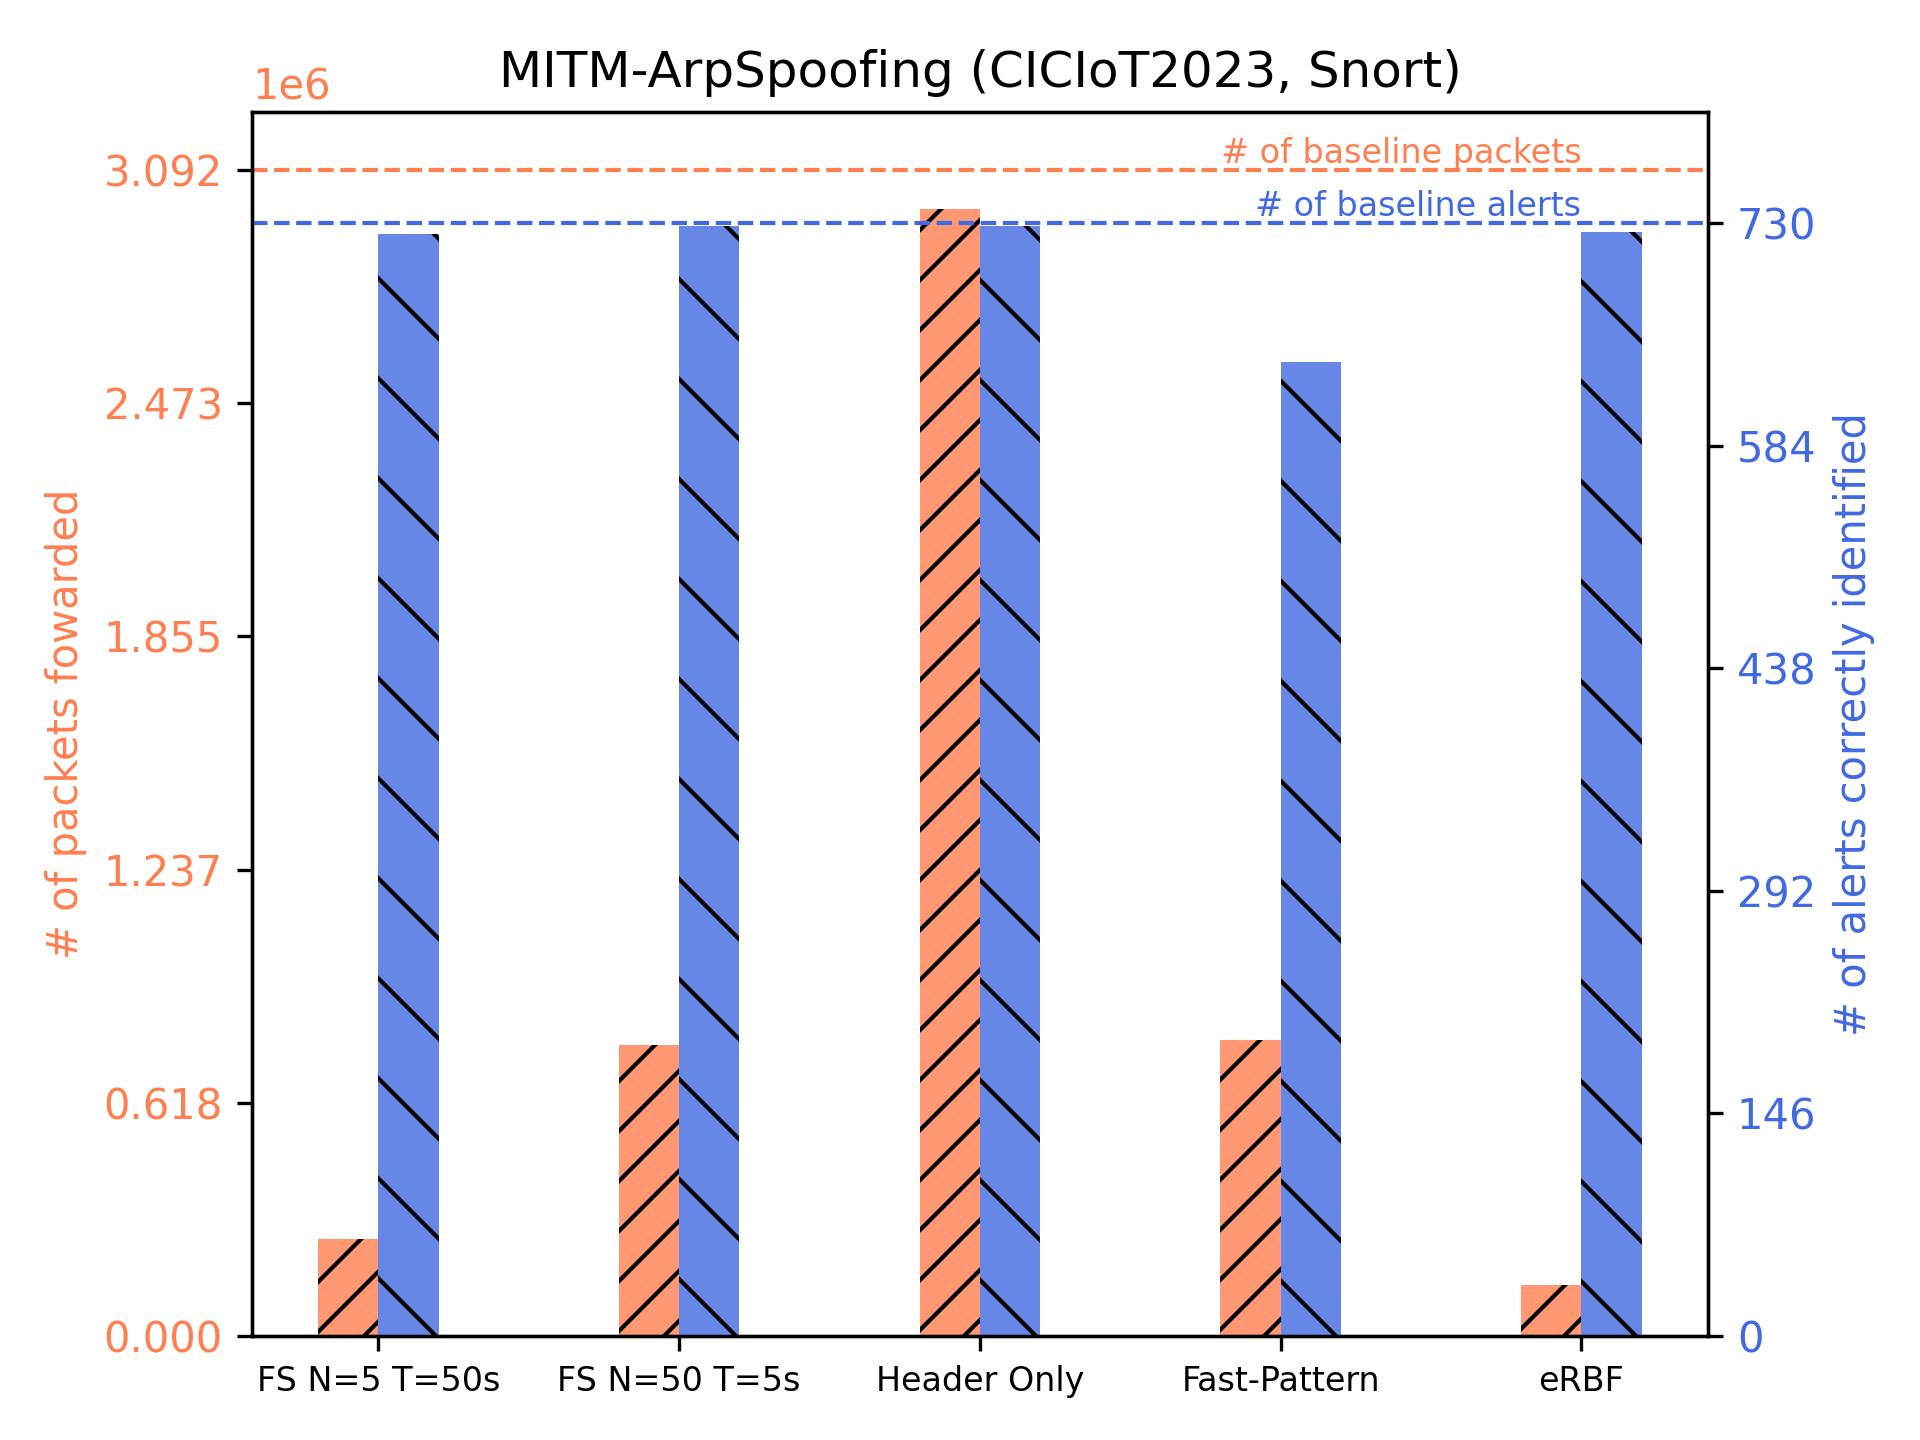 MITM-ArpSpoofing (CICIoT2023, Snort)
1e6
# of baseline packets
3.092
# of baseline alerts
730
2.473
584
1.855
438
1.237
292
0.618
146
0.000
0
# of packets fowarded
# of alerts correctly identified
FS N=5 T=50s
FS N=50 T=5s
Header Only
Fast-Pattern
eRBF